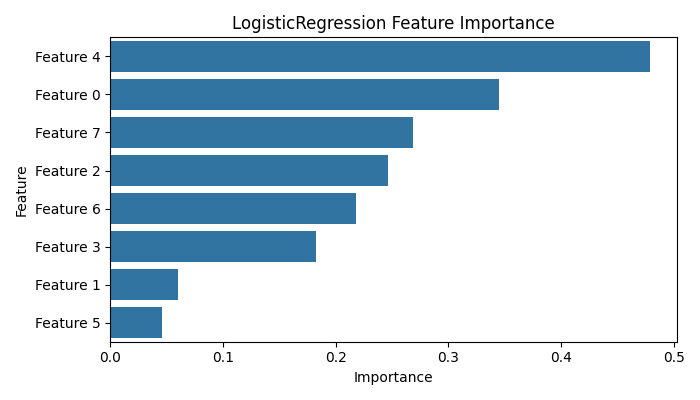 LogisticRegression Feature Importance
Feature
Feature 4
Feature 0
Feature 7
Feature 2
Feature 6
Feature 3
Feature 1
Feature 5
0.0 0.1 0.2 0.3 0.4 0.5
Importance